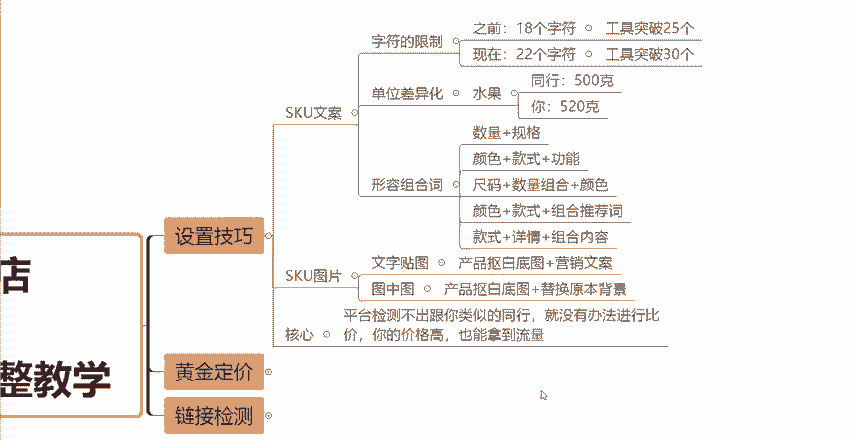 店
整教学
设置技巧
SKU文案
字符的限制
之前：18个字符
工具突破25个
现在：22个字符
工具突破30个
单位差异化
水果
同行：500克
你：520克
形容组合词
数量+规格
颜色+款式+功能
尺码+数量组合+颜色
颜色+款式+组合推荐词
款式+详情+组合内容
SKU图片
文字贴图
产品抠白底图+营销文案
图中图
产品抠白底图+替换原本背景
核心
平台检测不出跟你类似的同行，就没有办法进行比
价，你的价格高，也能拿到流量
黄金定价
链接检测